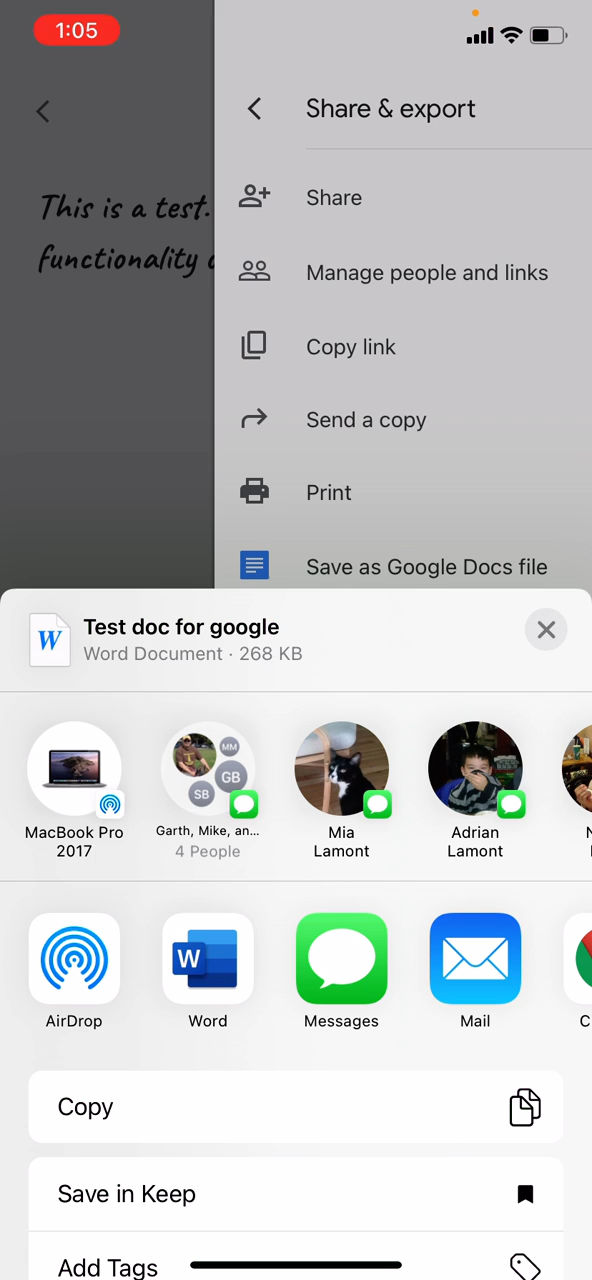 1:05
Share & export
This is a test.
functionality
Share
Manage people and links
Copy link
Send a copy
Print
Save as Google Docs file
W
Test doc for google
Word Document · 268 KB
MM
GB
SB
MacBook Pro
2017
Garth, Mike, an...
4 People
Mia
Lamont
Adrian
Lamont
W
AirDrop
Word
Messages
Mail
C
Copy
Save in Keep
Add Tags